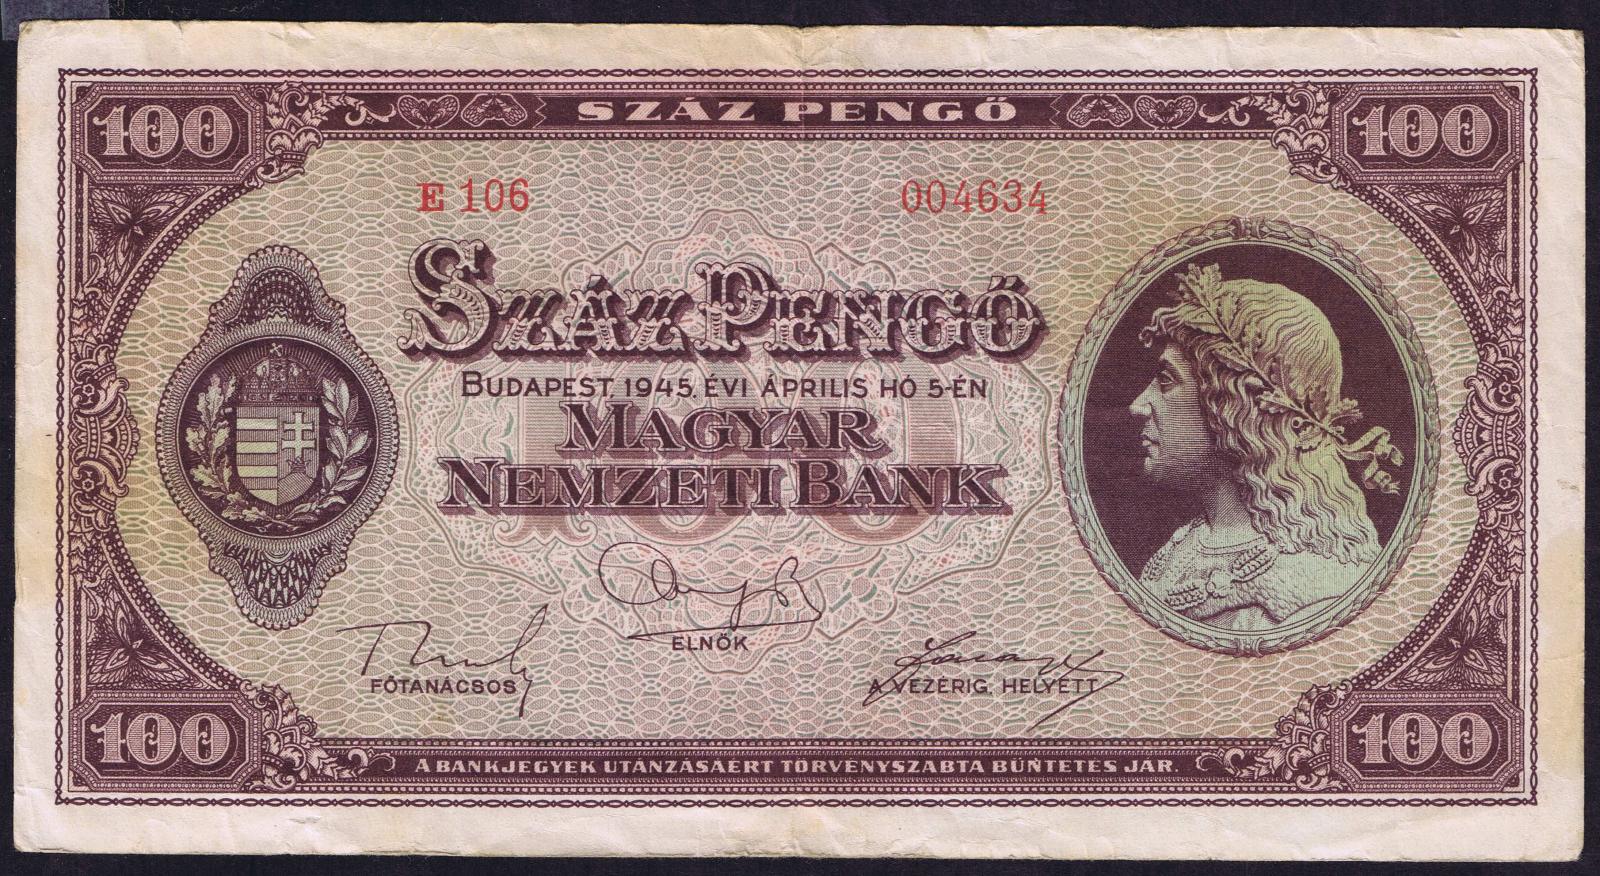 100 SZÁZ PENGŐ 100
E 106 004634
SZÁZ PENGŐ
BUDAPEST, 1945. ÉVI ÁPRILIS HÓ 5-ÉN
MAGYAR
NEMZETI BANK
ELNÖK
FŐTANÁCSOS
A VEZÉRIG. HELYETT
100 100
A BANKJEGYEK UTÁNZÁSÁÉRT TÖRVÉNYSZABTA BÜNTETÉS JÁR.